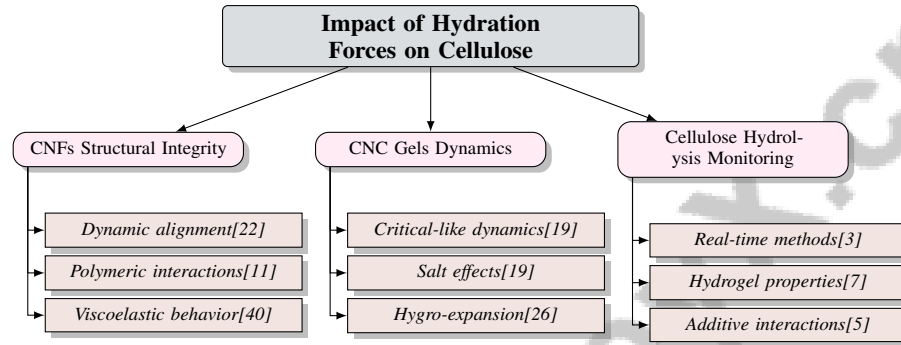 Impact of Hydration
Forces on Cellulose
CNFs Structural Integrity
Dynamic alignment[22]
Polymeric interactions[11]
Viscoelastic behavior[40]
CNC Gels Dynamics
Critical-like dynamics[19]
Salt effects[19]
Hygro-expansion[26]
Cellulose Hydrol-
ysis Monitoring
Real-time methods[3]
Hydrogel properties[7]
Additive interactions[5]